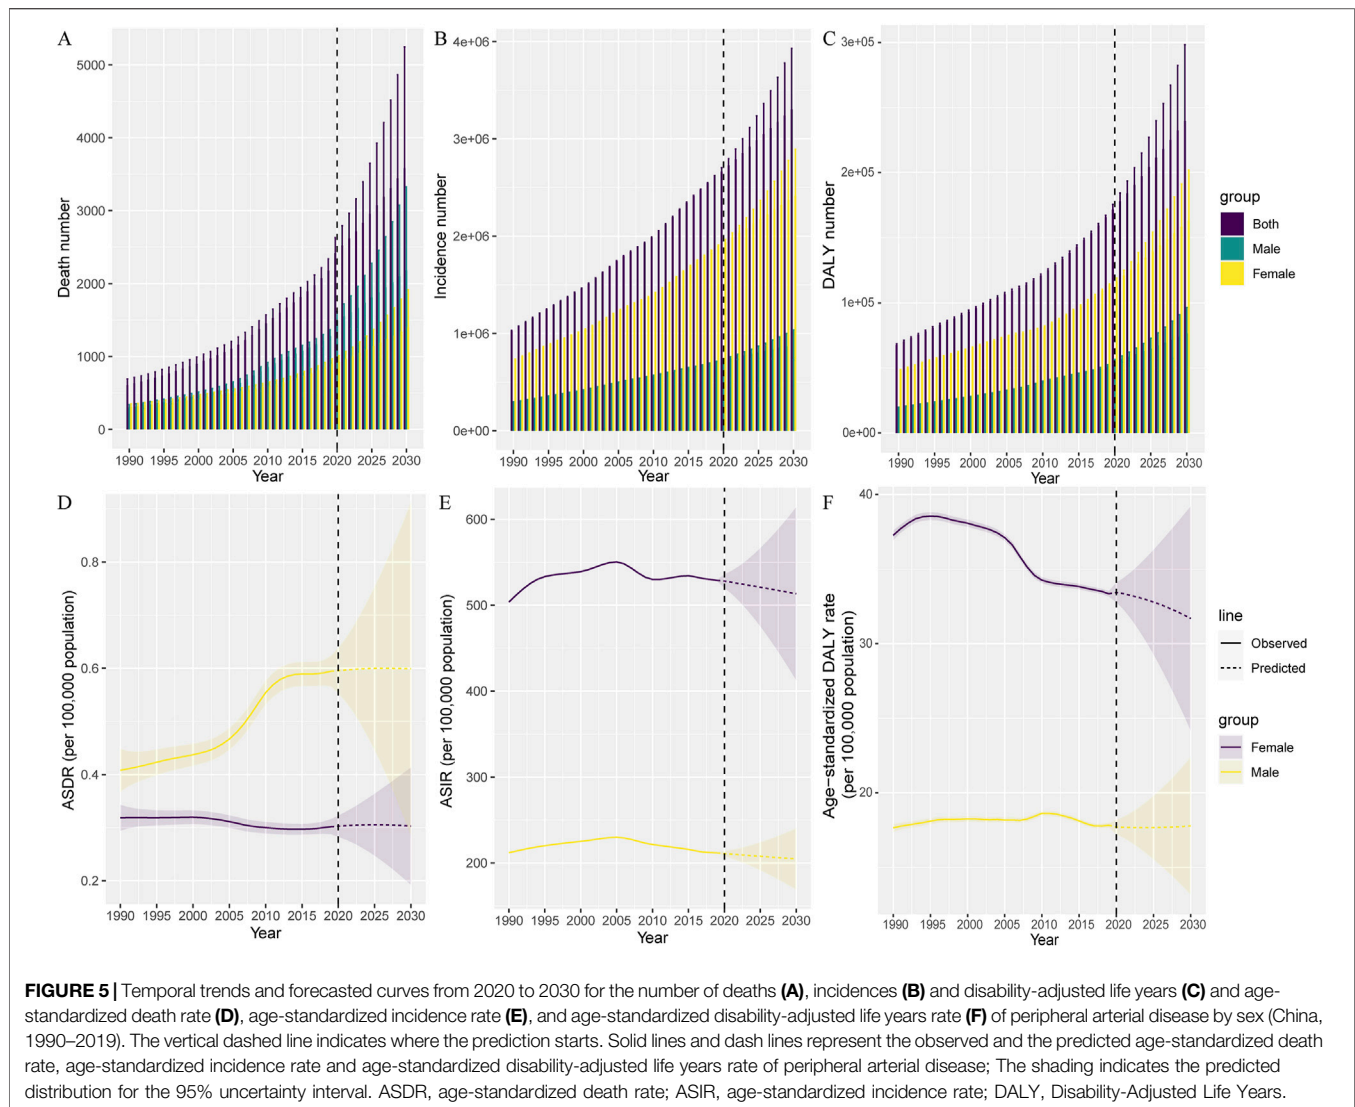 A
5000
4000
3000
2000
1000
0
Death number
1990 1995 2000 2005 2010 2015 2020 2025 2030
Year
B
4e+06
3e+06
2e+06
1e+06
0e+00
Incidence number
1990 1995 2000 2005 2010 2015 2020 2025 2030
Year
C
3e+05
2e+05
1e+05
0e+00
DALY number
1990 1995 2000 2005 2010 2015 2020 2025 2030
Year
group
Both
Male
Female
D
0.8
0.6
0.4
0.2
ASDR (per 100,000 population)
1990 1995 2000 2005 2010 2015 2020 2025 2030
Year
E
600
500
400
300
200
ASIR (per 100,000 population)
1990 1995 2000 2005 2010 2015 2020 2025 2030
Year
F
40
30
20
Age−standardized DALY rate
(per 100,000 population)
1990 1995 2000 2005 2010 2015 2020 2025 2030
Year
line
Observed
Predicted
group
Female
Male
FIGURE 5 | Temporal trends and forecasted curves from 2020 to 2030 for the number of deaths (A), incidences (B) and disability-adjusted life years (C) and age-
standardized death rate (D), age-standardized incidence rate (E), and age-standardized disability-adjusted life years rate (F) of peripheral arterial disease by sex (China,
1990–2019). The vertical dashed line indicates where the prediction starts. Solid lines and dash lines represent the observed and the predicted age-standardized death
rate, age-standardized incidence rate and age-standardized disability-adjusted life years rate of peripheral arterial disease; The shading indicates the predicted
distribution for the 95% uncertainty interval. ASDR, age-standardized death rate; ASIR, age-standardized incidence rate; DALY, Disability-Adjusted Life Years.